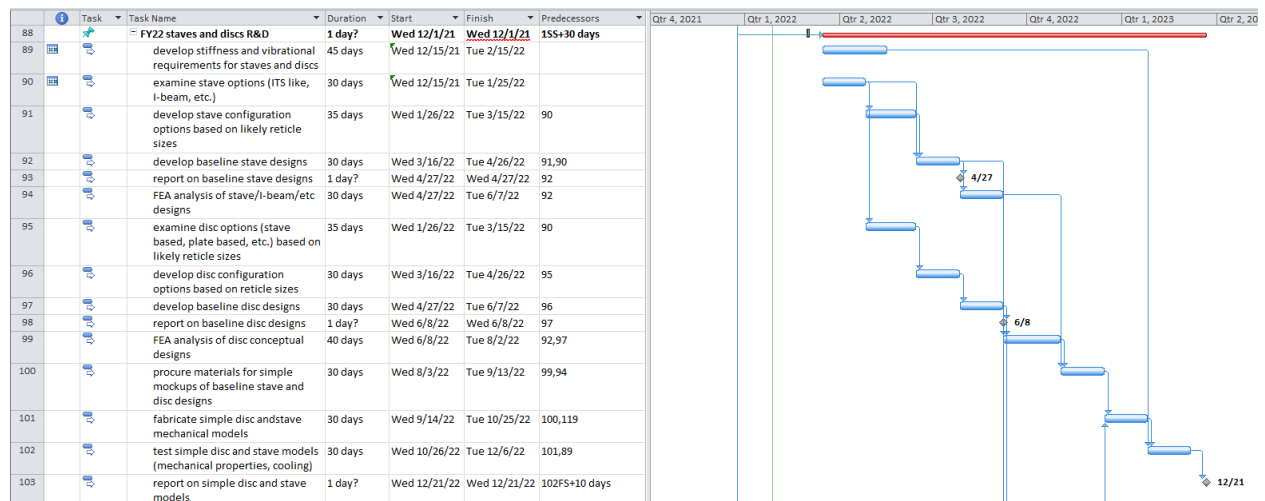 Task Task Name Duration Start Finish Predecessors Qtr 4, 2021 Qtr 1, 2022 Qtr 2, 2022 Qtr 3, 2022 Qtr 4, 2022 Qtr 1, 2023 Qtr 2, 20
88 FY22 staves and discs R&D 1 day? Wed 12/1/21 Wed 12/1/21 1SS+30 days
89 develop stiffness and vibrational 45 days Wed 12/15/21 Tue 2/15/22
requirements for staves and discs
90 examine stave options (ITS like, 30 days Wed 12/15/21 Tue 1/25/22
I-beam, etc.)
91 develop stave configuration 35 days Wed 1/26/22 Tue 3/15/22 90
options based on likely reticle
sizes
92 develop baseline stave designs 30 days Wed 3/16/22 Tue 4/26/22 91,90
93 report on baseline stave designs 1 day? Wed 4/27/22 Wed 4/27/22 92 4/27
94 FEA analysis of stave/I-beam/etc 30 days Wed 4/27/22 Tue 6/7/22 92
designs
95 examine disc options (stave 35 days Wed 1/26/22 Tue 3/15/22 90
based, plate based, etc.) based on
likely reticle sizes
96 develop disc configuration 30 days Wed 3/16/22 Tue 4/26/22 95
options based on reticle sizes
97 develop baseline disc designs 30 days Wed 4/27/22 Tue 6/7/22 96
98 report on baseline disc designs 1 day? Wed 6/8/22 Wed 6/8/22 97 6/8
99 FEA analysis of disc conceptual 40 days Wed 6/8/22 Tue 8/2/22 92,97
designs
100 procure materials for simple 30 days Wed 8/3/22 Tue 9/13/22 99,94
mockups of baseline stave and
disc designs
101 fabricate simple disc andstave 30 days Wed 9/14/22 Tue 10/25/22 100,119
mechanical models
102 test simple disc and stave models 30 days Wed 10/26/22 Tue 12/6/22 101,89
(mechanical properties, cooling)
103 report on simple disc and stave 1 day? Wed 12/21/22 Wed 12/21/22 102FS+10 days 12/21
models